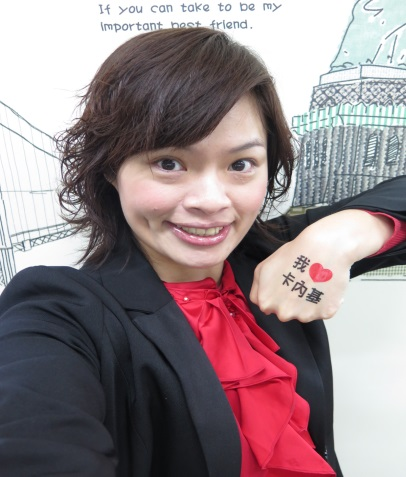 If you can take to be my
important best friend.
我❤
卡內基